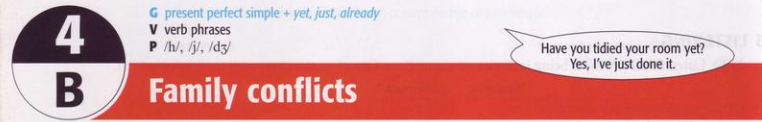 4
B
G present perfect simple + yet, just, already
V verb phrases
P /h/, /j/, /dʒ/
Have you tidied your room yet?
Yes, I've just done it.
Family conflicts